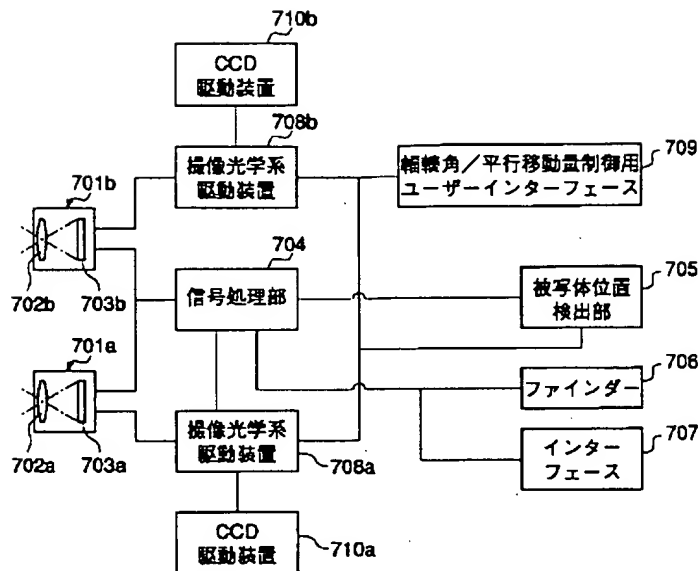 710b
CCD
駆動装置
708b
撮像光学系
駆動装置
輻輳角/平行移動量制御用
ユーザーインターフェース
709
701b
702b
703b
704
信号処理部
705
被写体位置
検出部
701a
702a
703a
706
ファインダー
撮像光学系
駆動装置
708a
707
インター
フェース
CCD
駆動装置
710a